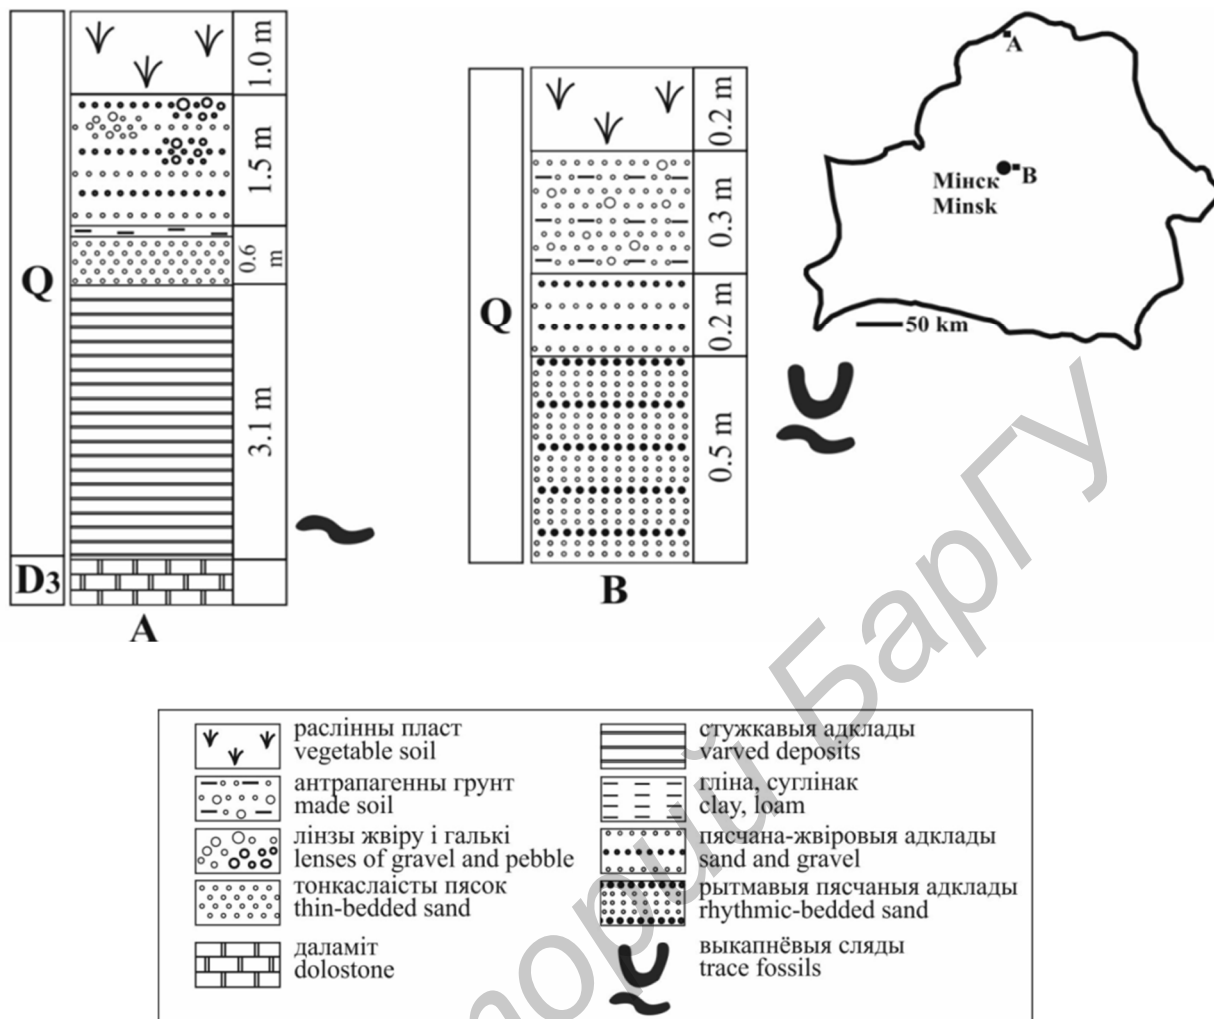 1.0 m
1.5 m
0.6 m
3.1 m
Q
D3
A
0.2 m
0.3 m
0.2 m
0.5 m
Q
B
A
B
Мінск
Minsk
50 km
раслінны пласт
vegetable soil
антрапагенны грунт
made soil
лінзы жвіру і галькі
lenses of gravel and pebble
тонкаслаісты пясок
thin-bedded sand
даламіт
dolostone
стужкавыя адклады
varved deposits
гліна, суглінак
clay, loam
пясчана-жвіровыя адклады
sand and gravel
рытмавыя пясчаныя адклады
rhythmic-bedded sand
выкапнёвыя сляды
trace fossils
торий БарГУ